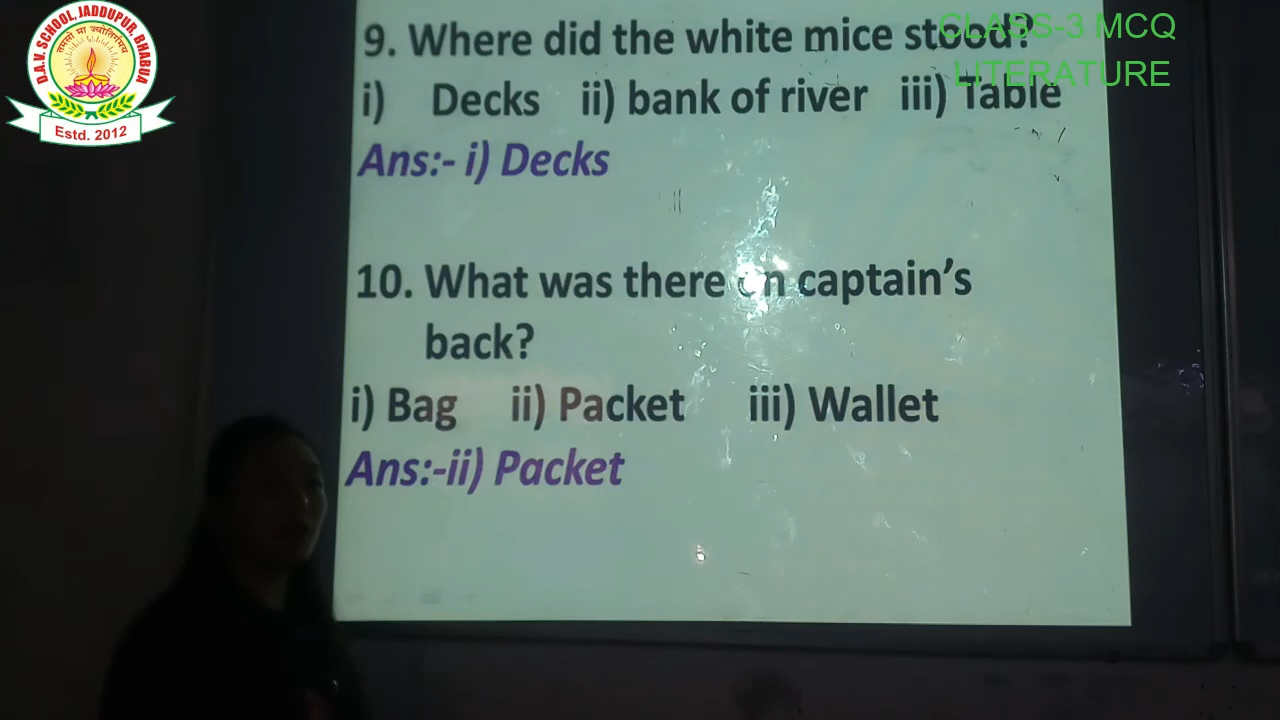 D.A.V. SCHOOL, JADDUPUR, BHABUA
तमसो मा ज्योतिर्गमय
Estd. 2012
CLASS-3 MCQ
LITERATURE
9. Where did the white mice stood?
i) Decks ii) bank of river iii) Table
Ans:- i) Decks
10. What was there on captain's
back?
i) Bag ii) Packet iii) Wallet
Ans:-ii) Packet